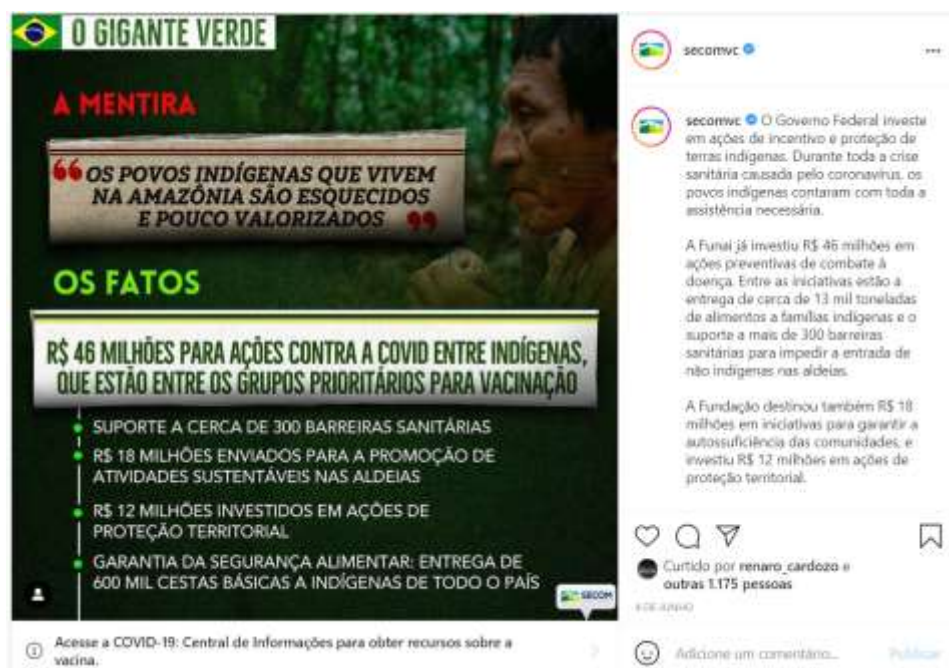 O GIGANTE VERDE
A MENTIRA
“OS POVOS INDÍGENAS QUE VIVEM
NA AMAZÔNIA SÃO ESQUECIDOS
E POUCO VALORIZADOS”
OS FATOS
R$ 46 MILHÕES PARA AÇÕES CONTRA A COVID ENTRE INDÍGENAS,
QUE ESTÃO ENTRE OS GRUPOS PRIORITÁRIOS PARA VACINAÇÃO
SUPORTE A CERCA DE 300 BARREIRAS SANITÁRIAS
R$ 18 MILHÕES ENVIADOS PARA A PROMOÇÃO DE
ATIVIDADES SUSTENTÁVEIS NAS ALDEIAS
R$ 12 MILHÕES INVESTIDOS EM AÇÕES DE
PROTEÇÃO TERRITORIAL
GARANTIA DA SEGURANÇA ALIMENTAR: ENTREGA DE
600 MIL CESTAS BÁSICAS A INDÍGENAS DE TODO O PAÍS
SECOM
Acesse a COVID-19: Central de Informações para obter recursos sobre a
vacina.
secomvc
secomvc O Governo Federal investe
em ações de incentivo e proteção de
terras indígenas. Durante toda a crise
sanitária causada pelo coronavírus, os
povos indígenas contaram com toda a
assistência necessária.
A Funai já investiu R$ 46 milhões em
ações preventivas de combate à
doença. Entre as iniciativas estão a
entrega de cerca de 13 mil toneladas
de alimentos a famílias indígenas e o
suporte a mais de 300 barreiras
sanitárias para impedir a entrada de
não indígenas nas aldeias.
A Fundação destinou também R$ 18
milhões em iniciativas para garantir a
autossuficiência das comunidades, e
investiu R$ 12 milhões em ações de
proteção territorial.
Curtido por renaro_cardozo e
outras 1.175 pessoas
DE JUNHO
Adicione um comentário...
Publicar